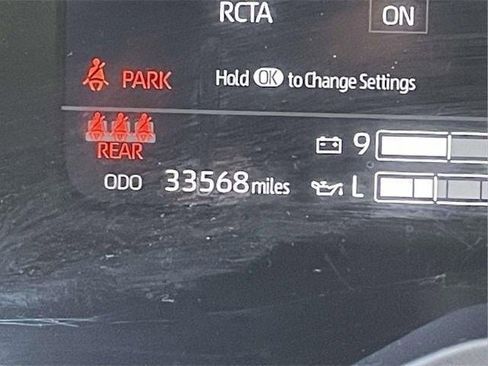 RCTA ON
PARK Hold OK to Change Settings
REAR 9
ODO 33568 miles L